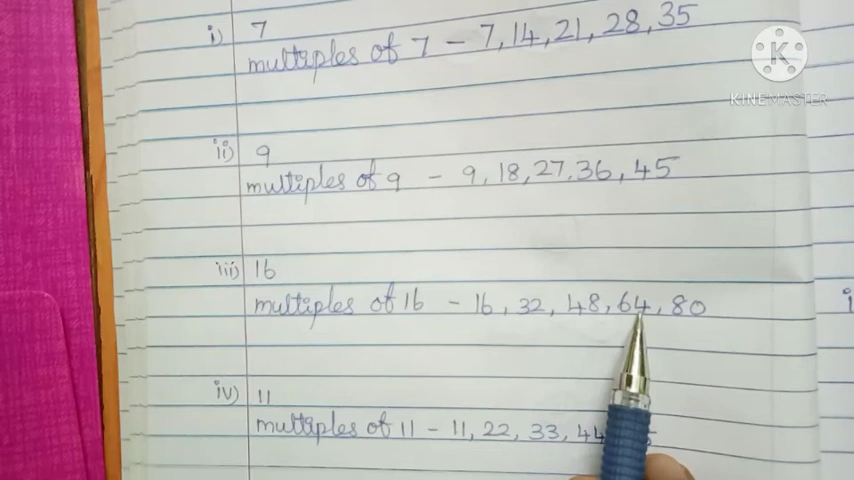 i) 7
multiples of 7 - 7, 14, 21, 28, 35
ii) 9
multiples of 9 - 9, 18, 27, 36, 45
iii) 16
multiples of 16 - 16, 32, 48, 64, 80
iv) 11
multiples of 11 - 11, 22, 33, 44
K
KINEMASTER